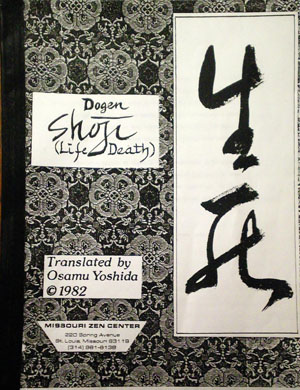 Dogen
Shōji
(Life Death)
生
死
Translated by
Osamu Yoshida
© 1982
MISSOURI ZEN CENTER
220 Spring Avenue
St. Louis, Missouri 63119
(314) 961-6138